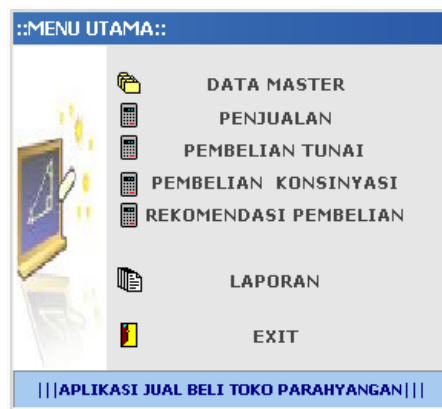 ::MENU UTAMA::
DATA MASTER
PENJUALAN
PEMBELIAN TUNAI
PEMBELIAN KONSINYASI
REKOMENDASI PEMBELIAN
LAPORAN
EXIT
|||APLIKASI JUAL BELI TOKO PARAHYANGAN|||